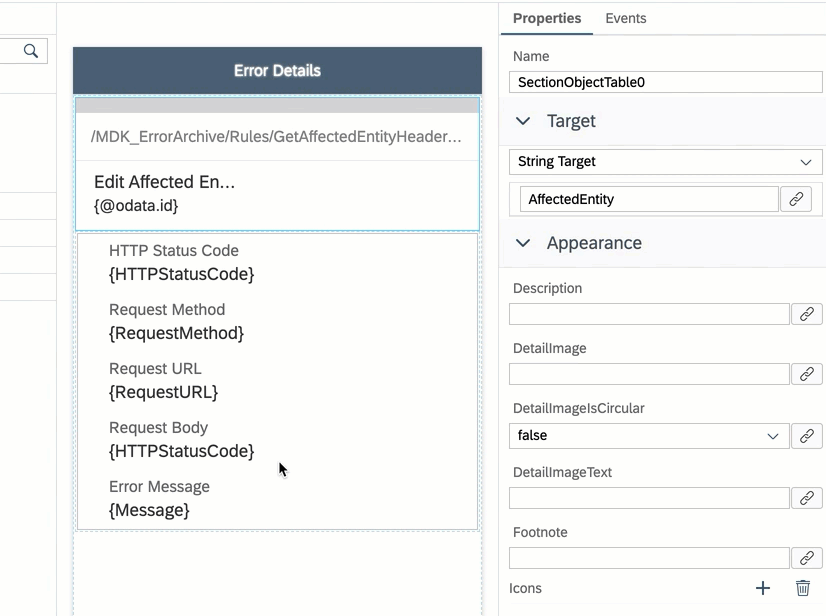 Error Details
/MDK_ErrorArchive/Rules/GetAffectedEntityHeader...
Edit Affected En...
{@odata.id}
HTTP Status Code
{HTTPStatusCode}
Request Method
{RequestMethod}
Request URL
{RequestURL}
Request Body
{HTTPStatusCode}
Error Message
{Message}
Properties Events
Name
SectionObjectTable0
Target
String Target
AffectedEntity
Appearance
Description
DetailImage
DetailImageIsCircular
false
DetailImageText
Footnote
Icons